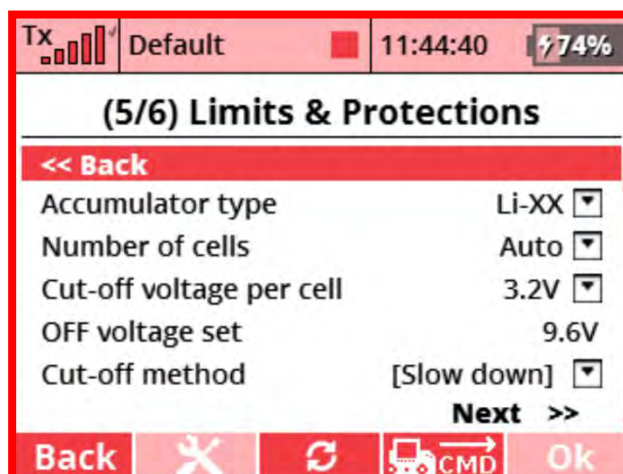 Tx Default 11:44:40 74%
(5/6) Limits & Protections
<< Back
Accumulator type Li-XX
Number of cells Auto
Cut-off voltage per cell 3.2V
OFF voltage set 9.6V
Cut-off method [Slow down]
Next >>
Back CMD Ok